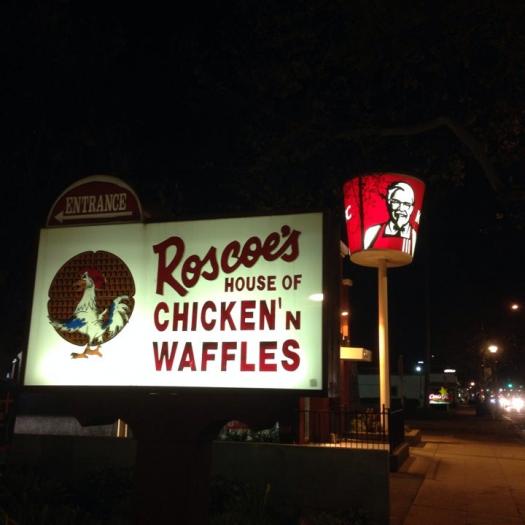 ENTRANCE
Roscoe's
HOUSE OF
CHICKEN'N
WAFFLES